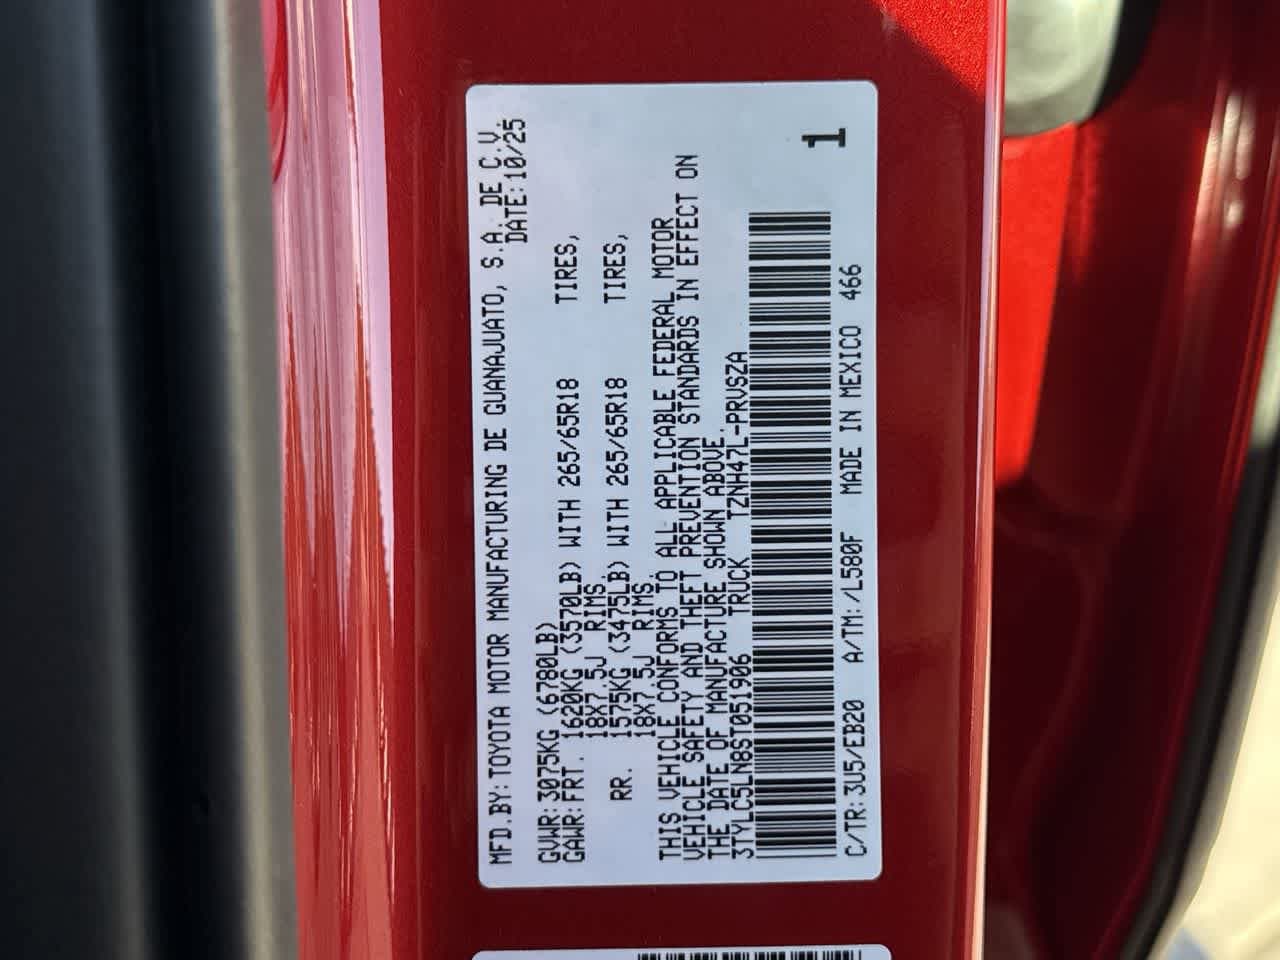 MFD.BY:TOYOTA MOTOR MANUFACTURING DE GUANAJUATO, S.A. DE C.V.
DATE:10/25
GVWR:3075KG (6780LB)
GAWR:FRT. 1620KG (3570LB) WITH 265/65R18 TIRES,
18X7.5J RIMS,
RR. 1575KG (3475LB) WITH 265/65R18 TIRES,
18X7.5J RIMS.
THIS VEHICLE CONFORMS TO ALL APPLICABLE FEDERAL MOTOR
VEHICLE SAFETY AND THEFT PREVENTION STANDARDS IN EFFECT ON
THE DATE OF MANUFACTURE SHOWN ABOVE.
3TYLC5LN8ST051906 TRUCK TZNH47L-PRVSZA
1
C/TR:3U5/EB20 A/TM:/L580F MADE IN MEXICO 466